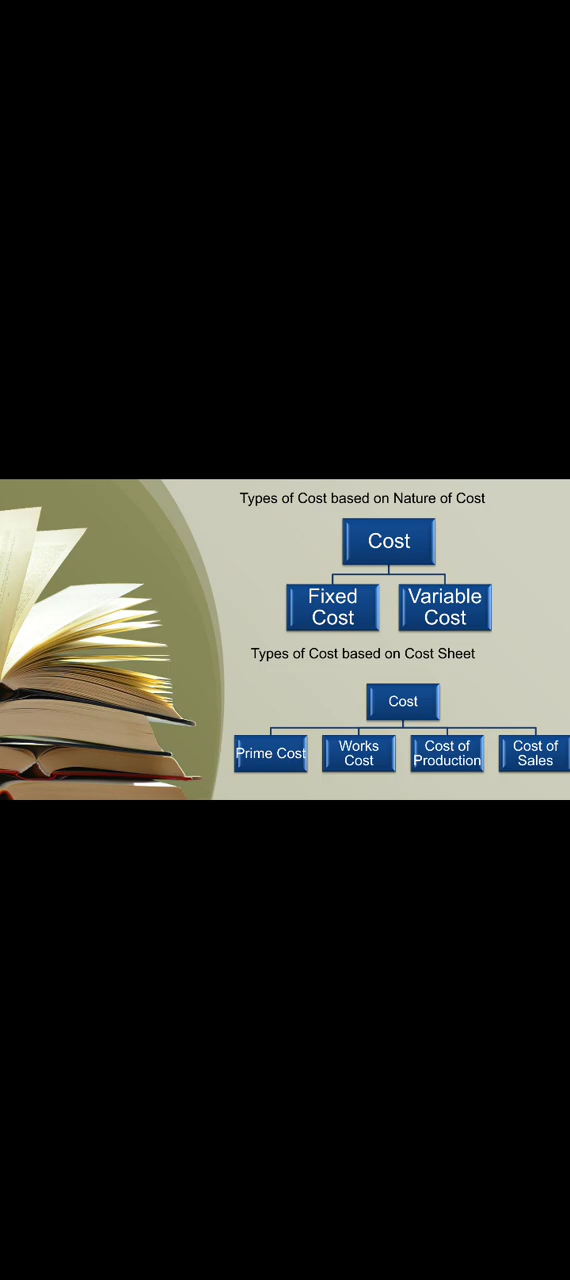 Types of Cost based on Nature of Cost
Cost
Fixed
Cost
Variable
Cost
Types of Cost based on Cost Sheet
Cost
Prime Cost
Works
Cost
Cost of
Production
Cost of
Sales